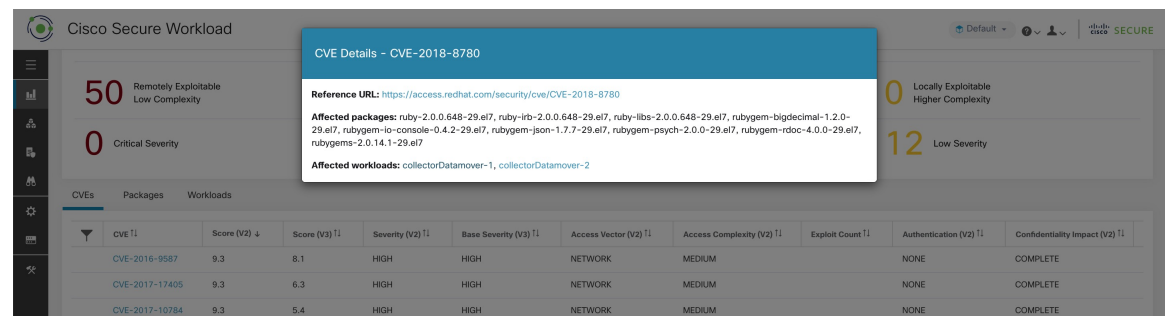 Cisco Secure Workload
Default
cisco SECURE
CVE Details - CVE-2018-8780
Reference URL: https://access.redhat.com/security/cve/CVE-2018-8780
Affected packages: ruby-2.0.0.648-29.el7, ruby-irb-2.0.0.648-29.el7, ruby-libs-2.0.0.648-29.el7, rubygem-bigdecimal-1.2.0-
29.el7, rubygem-io-console-0.4.2-29.el7, rubygem-json-1.7.7-29.el7, rubygem-psych-2.0.0-29.el7, rubygem-rdoc-4.0.0-29.el7,
rubygems-2.0.14.1-29.el7
Affected workloads: collectorDatamover-1, collectorDatamover-2
50 Remotely Exploitable
Low Complexity
0 Locally Exploitable
Higher Complexity
0 Critical Severity
12 Low Severity
CVEs Packages Workloads
CVE Score (V2) Score (V3) Severity (V2) Base Severity (V3) Access Vector (V2) Access Complexity (V2) Exploit Count Authentication (V2) Confidentiality Impact (V2)
CVE-2016-9587 9.3 8.1 HIGH HIGH NETWORK MEDIUM NONE COMPLETE
CVE-2017-17405 9.3 6.3 HIGH HIGH NETWORK MEDIUM NONE COMPLETE
CVE-2017-10784 9.3 5.4 HIGH HIGH NETWORK MEDIUM NONE COMPLETE